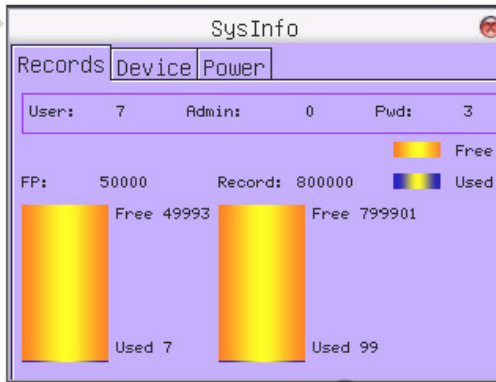 SysInfo
Records Device Power
User: 7 Admin: 0 Pwd: 3
Free
FP: 50000 Record: 800000 Used
Free 49993 Free 799901
Used 7 Used 99